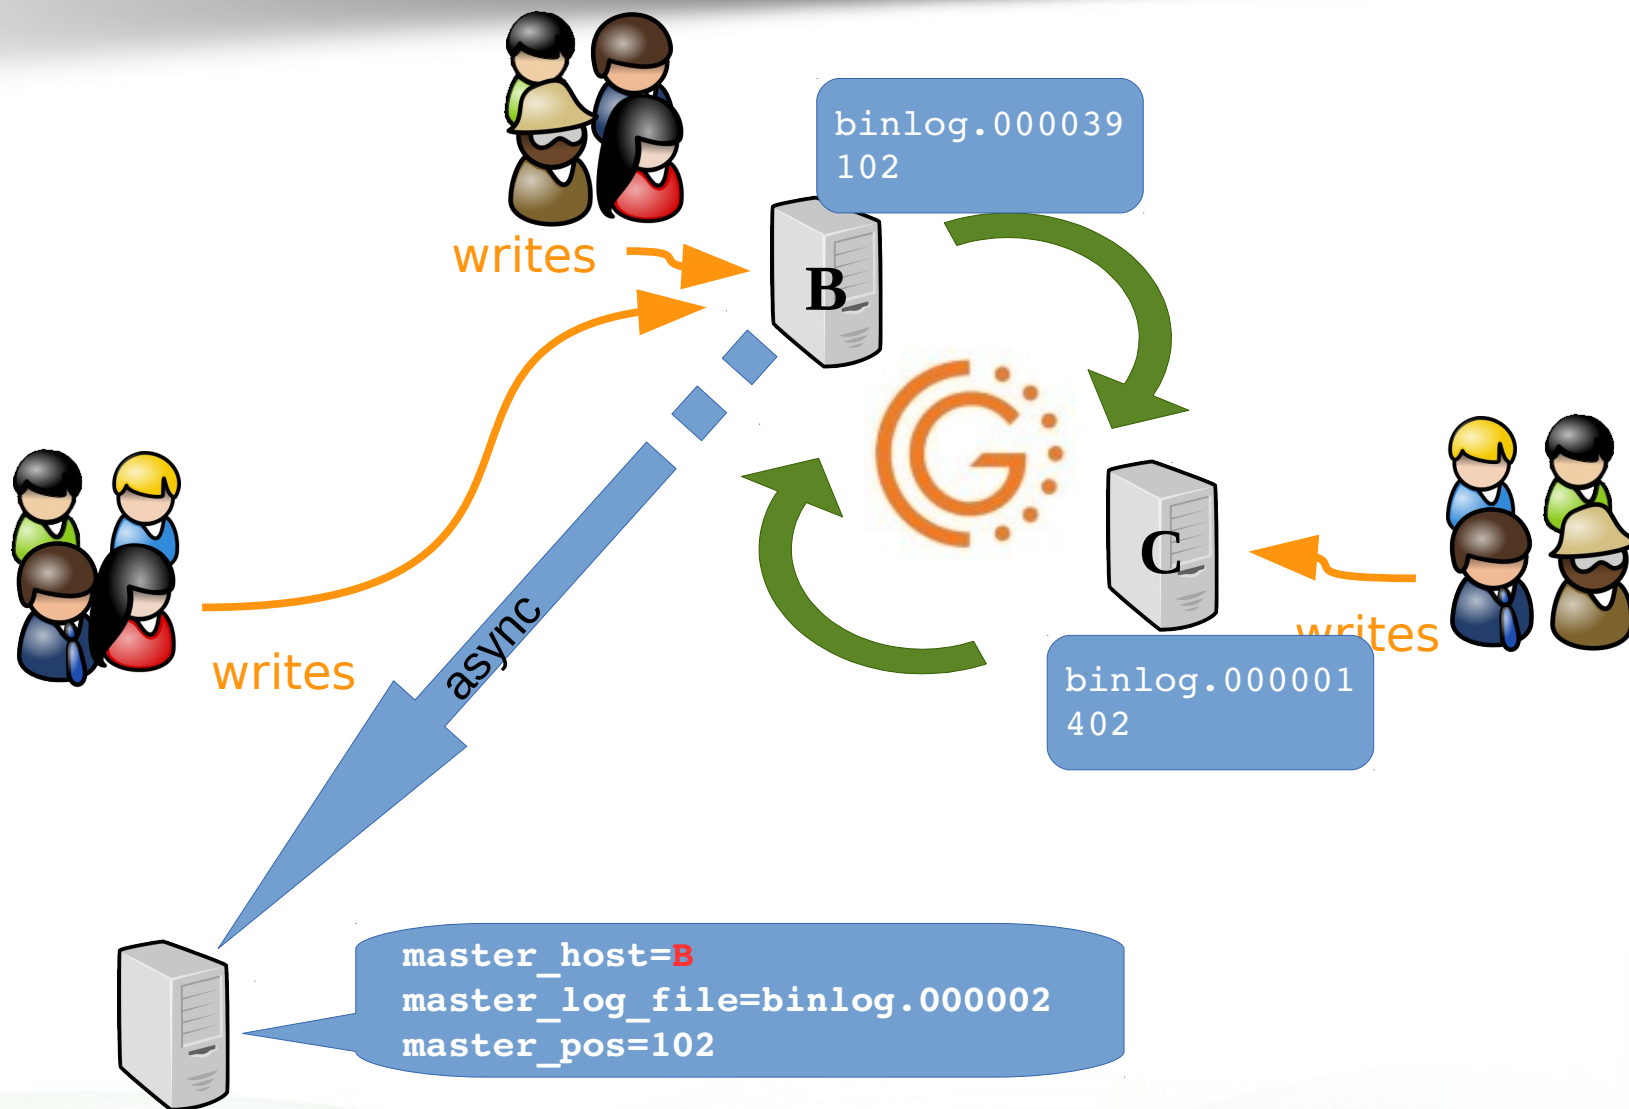 binlog.000039
102
writes
B
C
writes
async
writes
binlog.000001
402
master_host=B
master_log_file=binlog.000002
master_pos=102